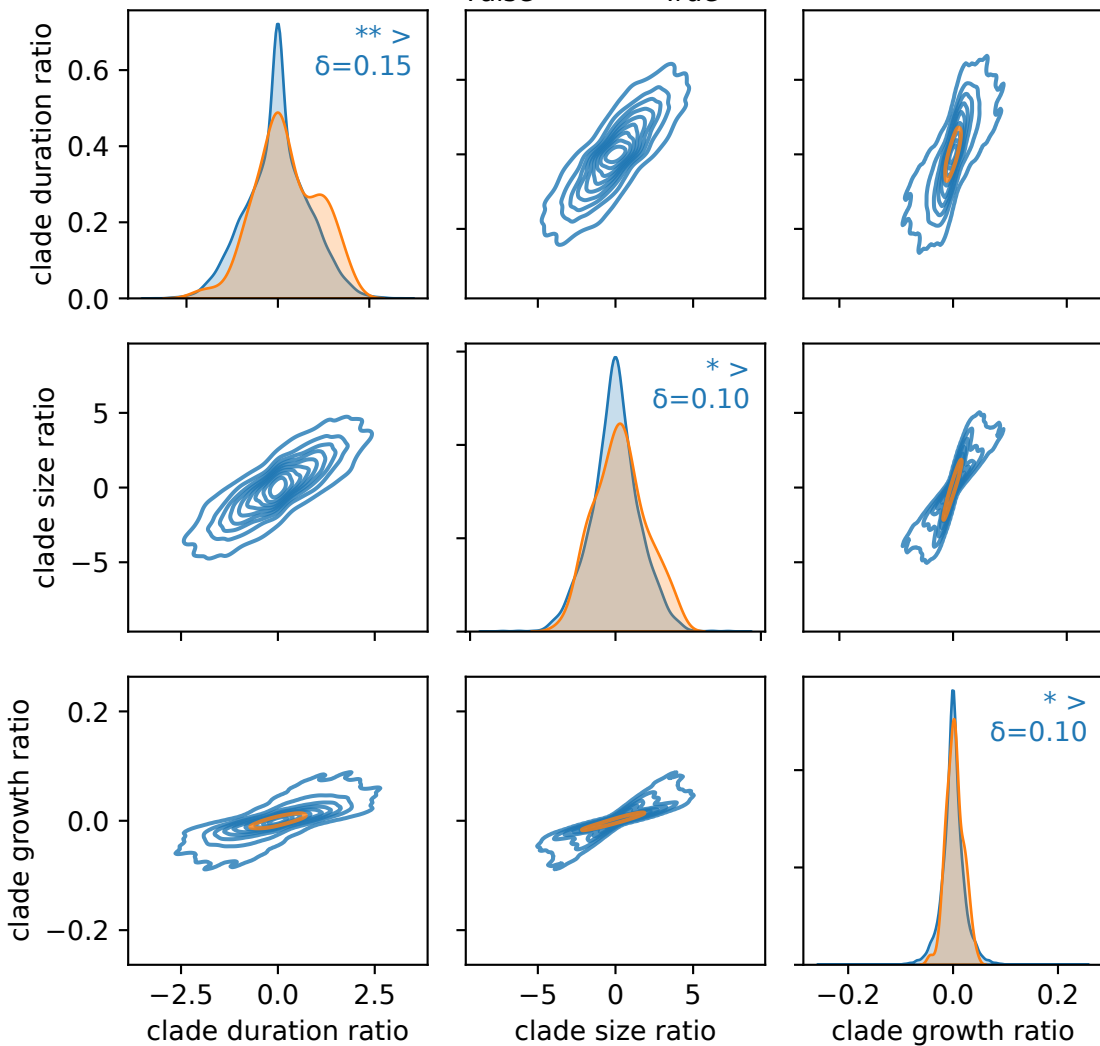 clade duration ratio
0.6
0.4
0.2
0.0
** >
δ=0.15
clade size ratio
5
0
−5
* >
δ=0.10
clade growth ratio
0.2
0.0
−0.2
* >
δ=0.10
−2.5 0.0 2.5
−5 0 5
−0.2 0.0 0.2
clade duration ratio
clade size ratio
clade growth ratio